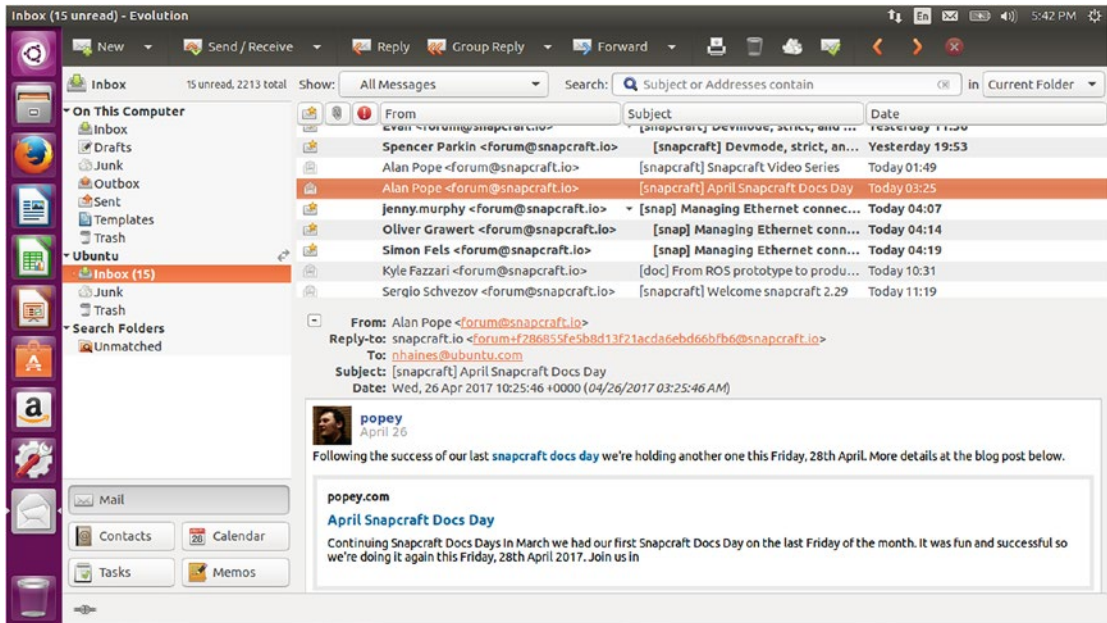 Inbox (15 unread) - Evolution
En
5:42 PM
New
Send / Receive
Reply
Group Reply
Forward
Inbox
15 unread, 2213 total
Show:
All Messages
Search:
Subject or Addresses contain
in
Current Folder
On This Computer
Inbox
Drafts
Junk
Outbox
Sent
Templates
Trash
Ubuntu
Inbox (15)
Junk
Trash
Search Folders
Unmatched
Mail
Contacts
Calendar
Tasks
Memos
From Subject Date
Evan <forum@snapcraft.io> [snapcraft] Devmode, strict, and ... Yesterday 11:50
Spencer Parkin <forum@snapcraft.io> [snapcraft] Devmode, strict, an... Yesterday 19:53
Alan Pope <forum@snapcraft.io> [snapcraft] Snapcraft Video Series Today 01:49
Alan Pope <forum@snapcraft.io> [snapcraft] April Snapcraft Docs Day Today 03:25
jenny.murphy <forum@snapcraft.io> [snap] Managing Ethernet connec... Today 04:07
Oliver Grawert <forum@snapcraft.io> [snap] Managing Ethernet conn... Today 04:14
Simon Fels <forum@snapcraft.io> [snap] Managing Ethernet conn... Today 04:19
Kyle Fazzari <forum@snapcraft.io> [doc] From ROS prototype to produ... Today 10:31
Sergio Schvezov <forum@snapcraft.io> [snapcraft] Welcome snapcraft 2.29 Today 11:19
From: Alan Pope <forum@snapcraft.io>
Reply-to: snapcraft.io <forum+f286855fe5b8d13f21acda6ebd66bfb6@snapcraft.io>
To: nhaines@ubuntu.com
Subject: [snapcraft] April Snapcraft Docs Day
Date: Wed, 26 Apr 2017 10:25:46 +0000 (04/26/2017 03:25:46 AM)
popey
April 26
Following the success of our last snapcraft docs day we're holding another one this Friday, 28th April. More details at the blog post below.
popey.com
April Snapcraft Docs Day
Continuing Snapcraft Docs Days In March we had our first Snapcraft Docs Day on the last Friday of the month. It was fun and successful so
we're doing it again this Friday, 28th April 2017. Join us in